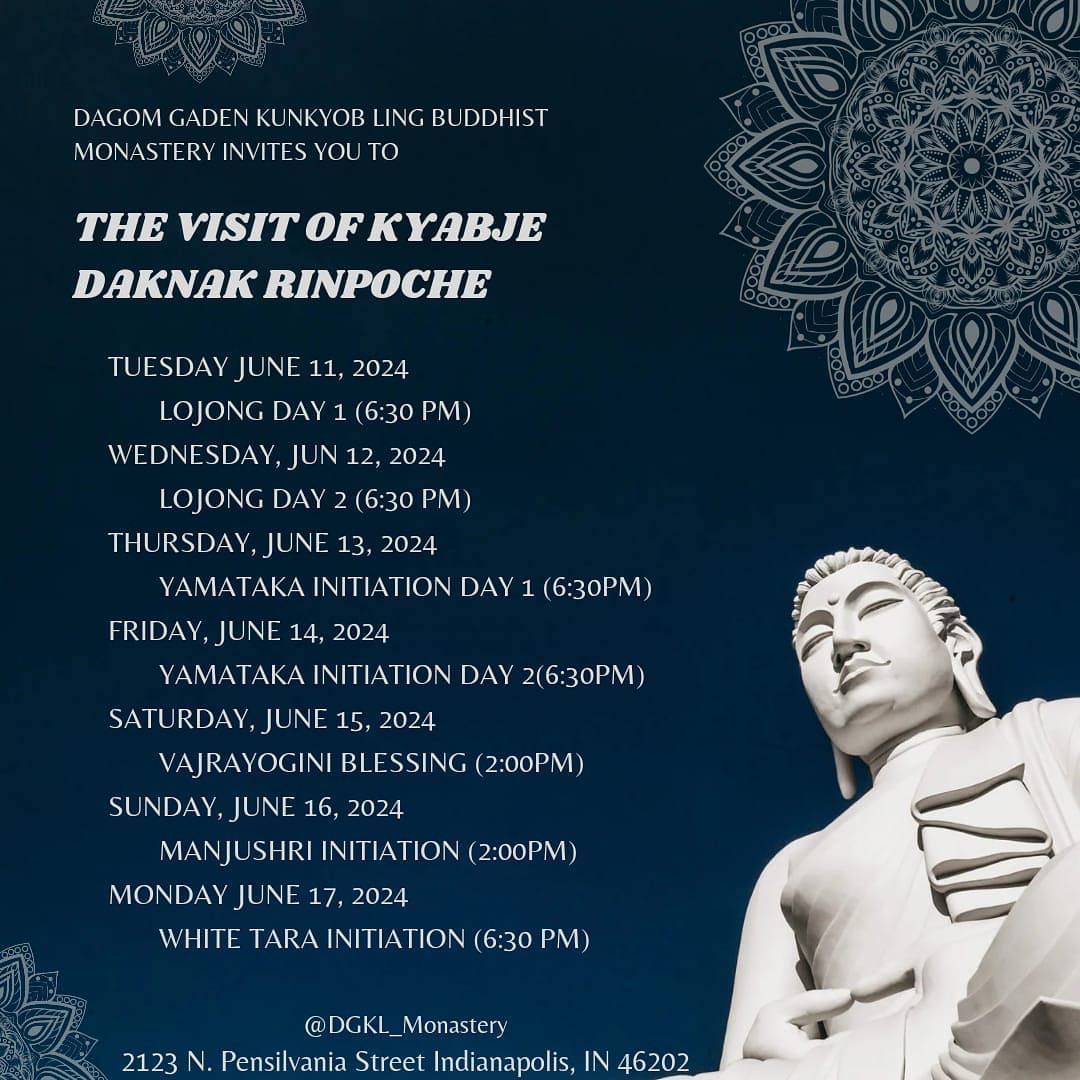 DAGOM GADEN KUNKYOB LING BUDDHIST
MONASTERY INVITES YOU TO
THE VISIT OF KYABJE
DAKNAK RINPOCHE
TUESDAY JUNE 11, 2024
LOJONG DAY 1 (6:30 PM)
WEDNESDAY, JUN 12, 2024
LOJONG DAY 2 (6:30 PM)
THURSDAY, JUNE 13, 2024
YAMATAKA INITIATION DAY 1 (6:30PM)
FRIDAY, JUNE 14, 2024
YAMATAKA INITIATION DAY 2(6:30PM)
SATURDAY, JUNE 15, 2024
VAJRAYOGINI BLESSING (2:00PM)
SUNDAY, JUNE 16, 2024
MANJUSHRI INITIATION (2:00PM)
MONDAY JUNE 17, 2024
WHITE TARA INITIATION (6:30 PM)
@DGKL_Monastery
2123 N. Pensilvania Street Indianapolis, IN 46202